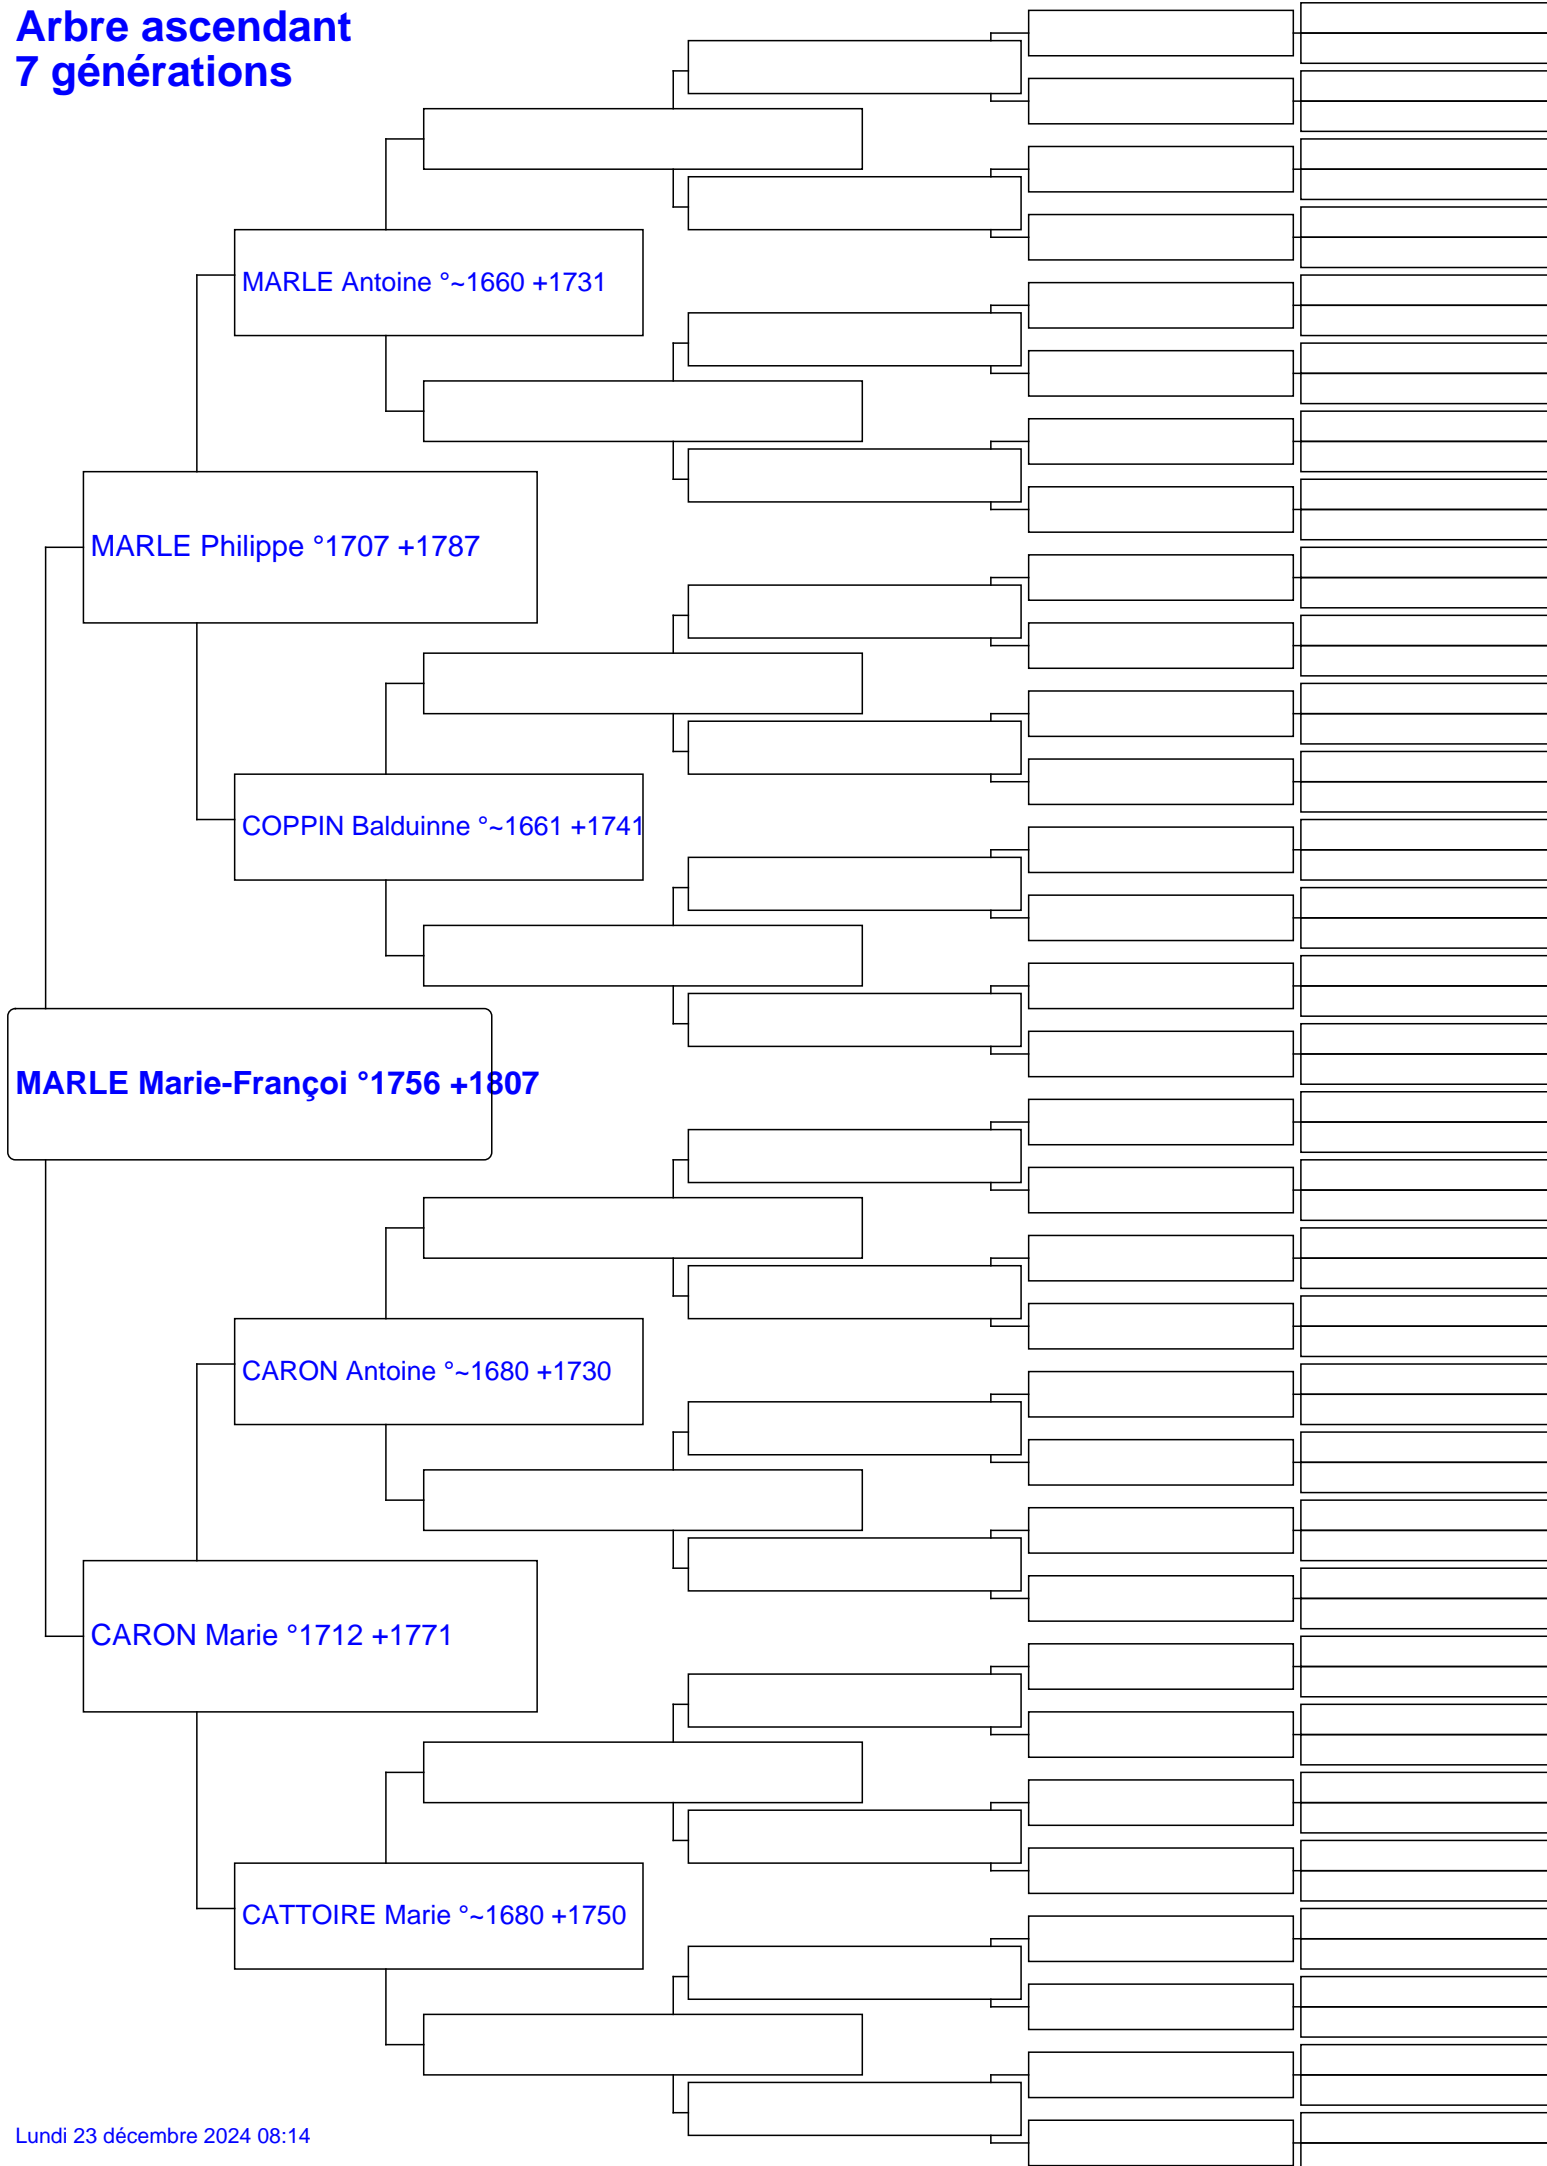 Arbre ascendant
7 générations
MARLE Antoine °~1660 +1731
MARLE Philippe °1707 +1787
COPPIN Balduinne °~1661 +1741
MARLE Marie-Françoi °1756 +1807
CARON Antoine °~1680 +1730
CARON Marie °1712 +1771
CATTOIRE Marie °~1680 +1750
Lundi 23 décembre 2024 08:14